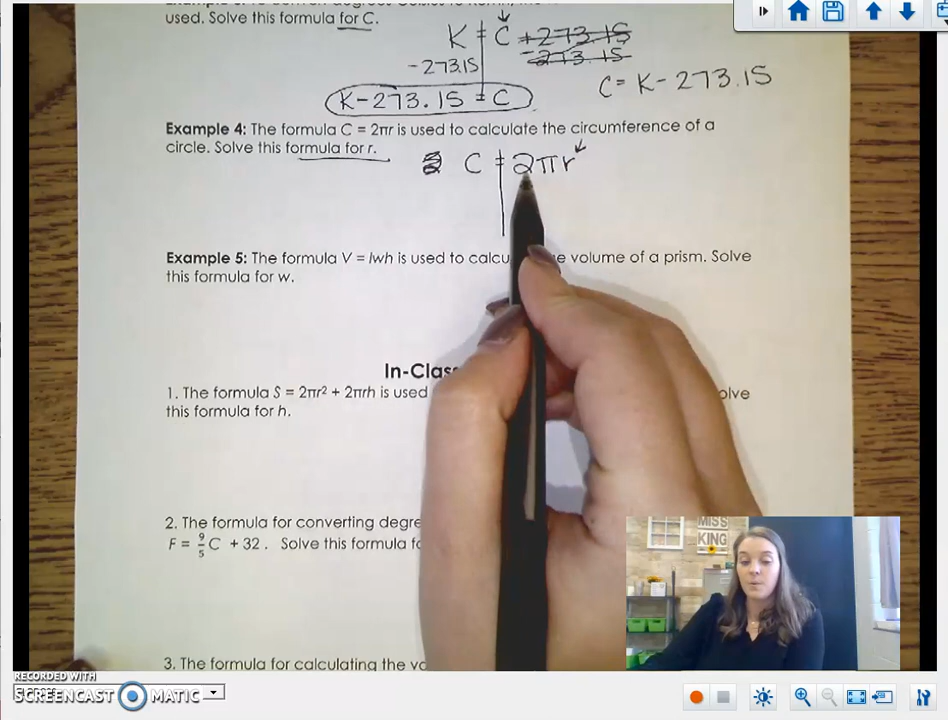 used. Solve this formula for C.
K = C + 273.15
- 273.15 - 273.15
K - 273.15 = C
C = K - 273.15
Example 4: The formula C = 2πr is used to calculate the circumference of a
circle. Solve this formula for r.
C = 2πr
Example 5: The formula V = lwh is used to calcu e volume of a prism. Solve
this formula for w.
In-Clas
1. The formula S = 2πr² + 2πrh is used olve
this formula for h.
2. The formula for converting degre
F = 9/5 C + 32 . Solve this formula fo
3. The formula for calculating the vo
MISS
KING
RECORDED WITH
SCREENCAST MATIC